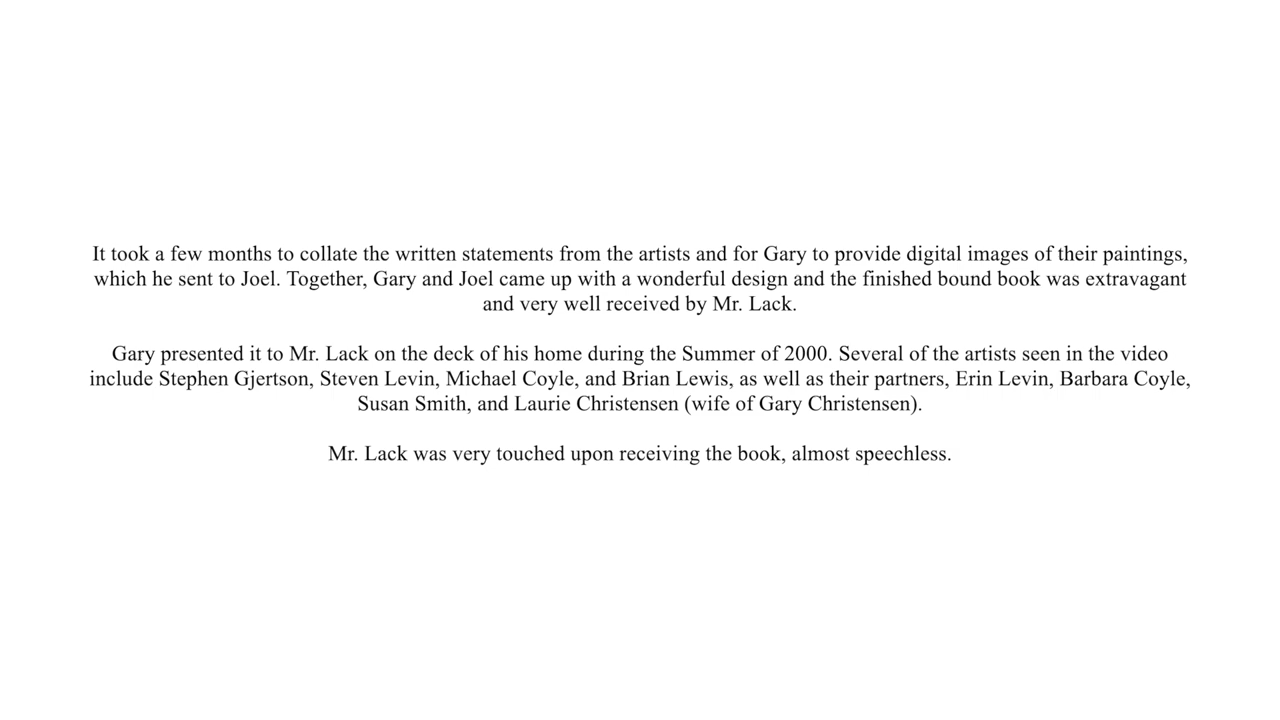 It took a few months to collate the written statements from the artists and for Gary to provide digital images of their paintings,
which he sent to Joel. Together, Gary and Joel came up with a wonderful design and the finished bound book was extravagant
and very well received by Mr. Lack.
Gary presented it to Mr. Lack on the deck of his home during the Summer of 2000. Several of the artists seen in the video
include Stephen Gjertson, Steven Levin, Michael Coyle, and Brian Lewis, as well as their partners, Erin Levin, Barbara Coyle,
Susan Smith, and Laurie Christensen (wife of Gary Christensen).
Mr. Lack was very touched upon receiving the book, almost speechless.